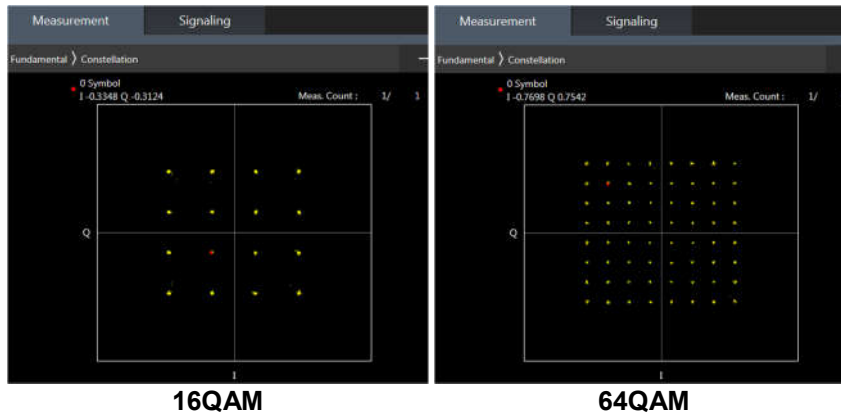 Measurement Signaling
Fundamental 〉 Constellation
0 Symbol
I -0.3348 Q -0.3124 Meas. Count : 1/ 1
Q
I
16QAM
Measurement Signaling
Fundamental 〉 Constellation
0 Symbol
I -0.7698 Q 0.7542 Meas. Count : 1/
Q
I
64QAM